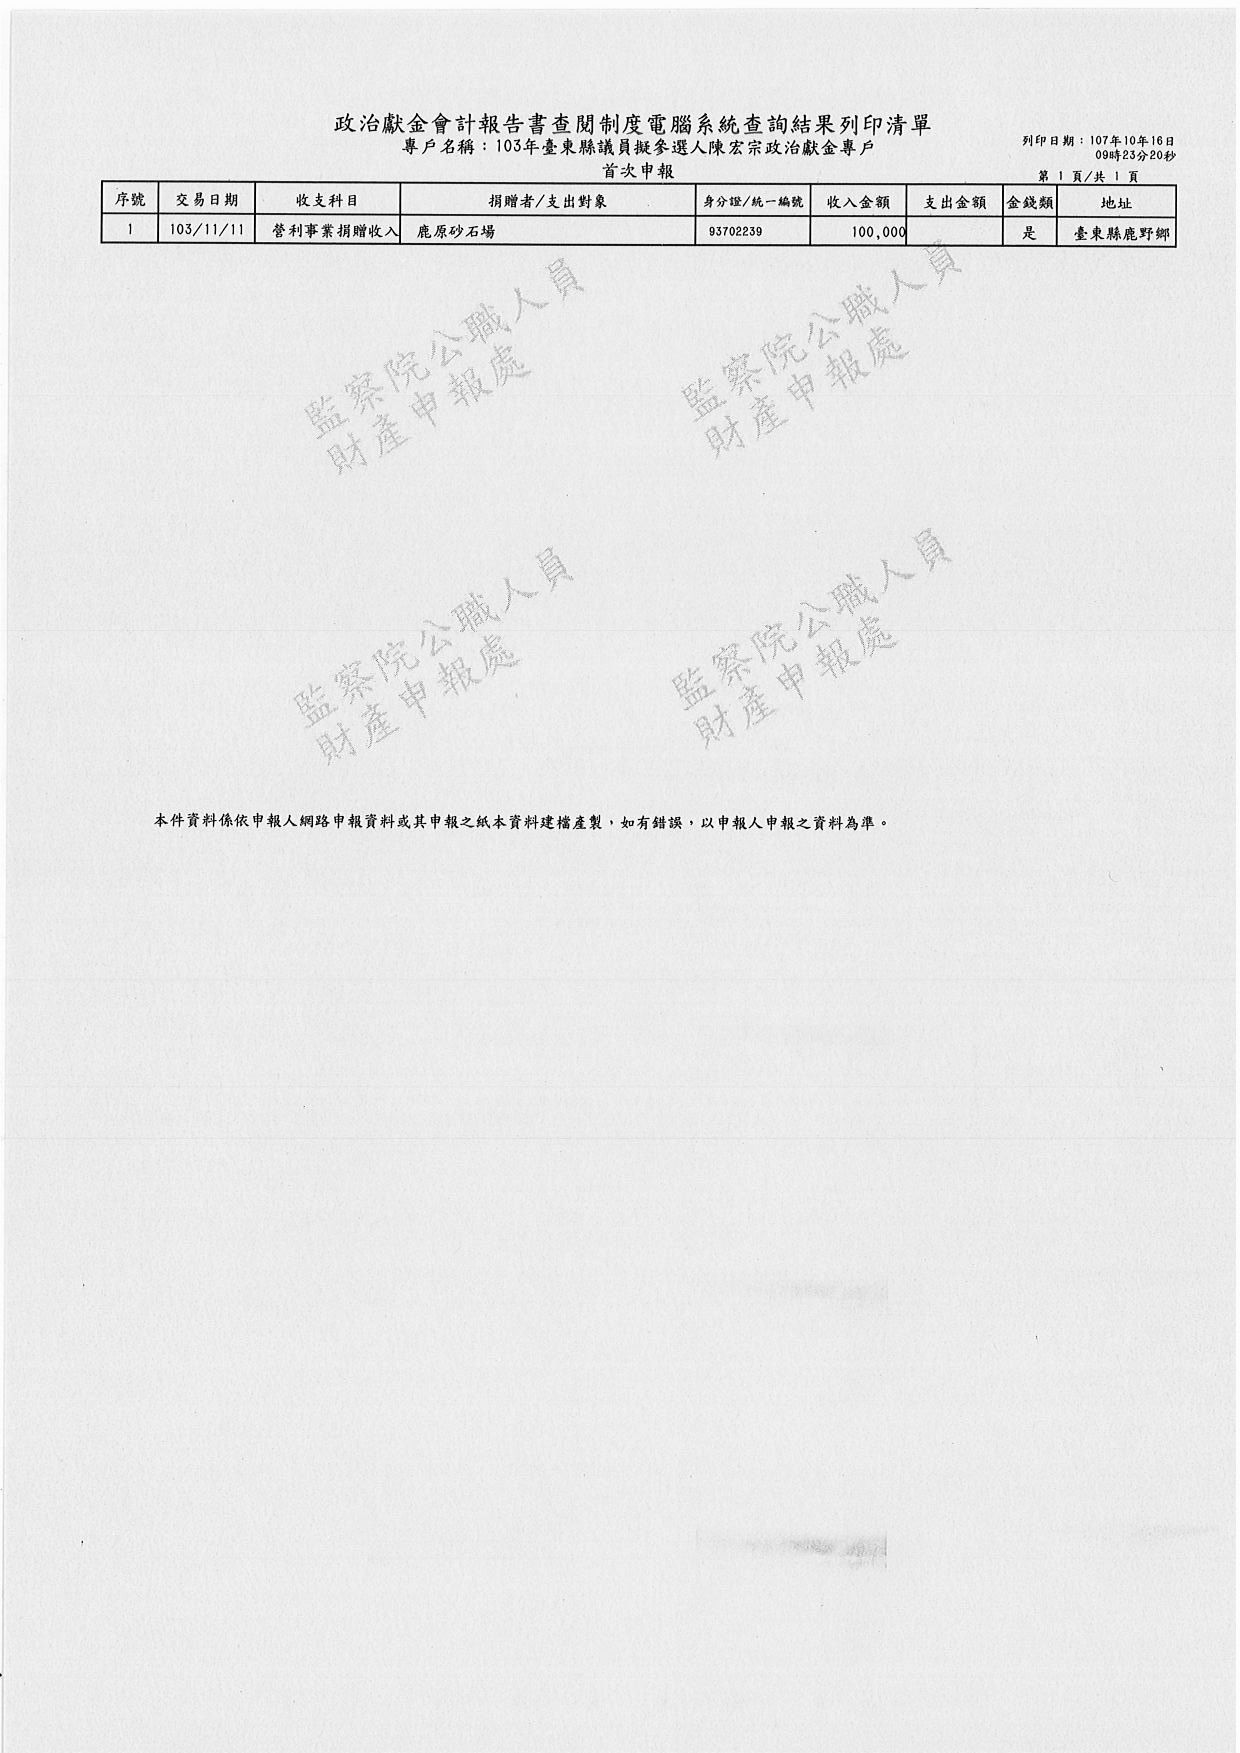 政治獻金會計報告書查閱制度電腦系統查詢結果列印清單
專戶名稱：103年臺東縣議員擬參選人陳宏宗政治獻金專戶
列印日期：107年10月16日
09時23分20秒
首次申報
第 1 頁/共 1 頁
序號 交易日期 收支科目 捐贈者/支出對象 身分證/統一編號 收入金額 支出金額 金錢類 地址
1 103/11/11 營利事業捐贈收入 鹿原砂石場 93702239 100,000 是 臺東縣鹿野鄉
監察院公職人員
財產申報處
監察院公職人員
財產申報處
監察院公職人員
財產申報處
監察院公職人員
財產申報處
本件資料係依申報人網路申報資料或其申報之紙本資料建檔產製，如有錯誤，以申報人申報之資料為準。